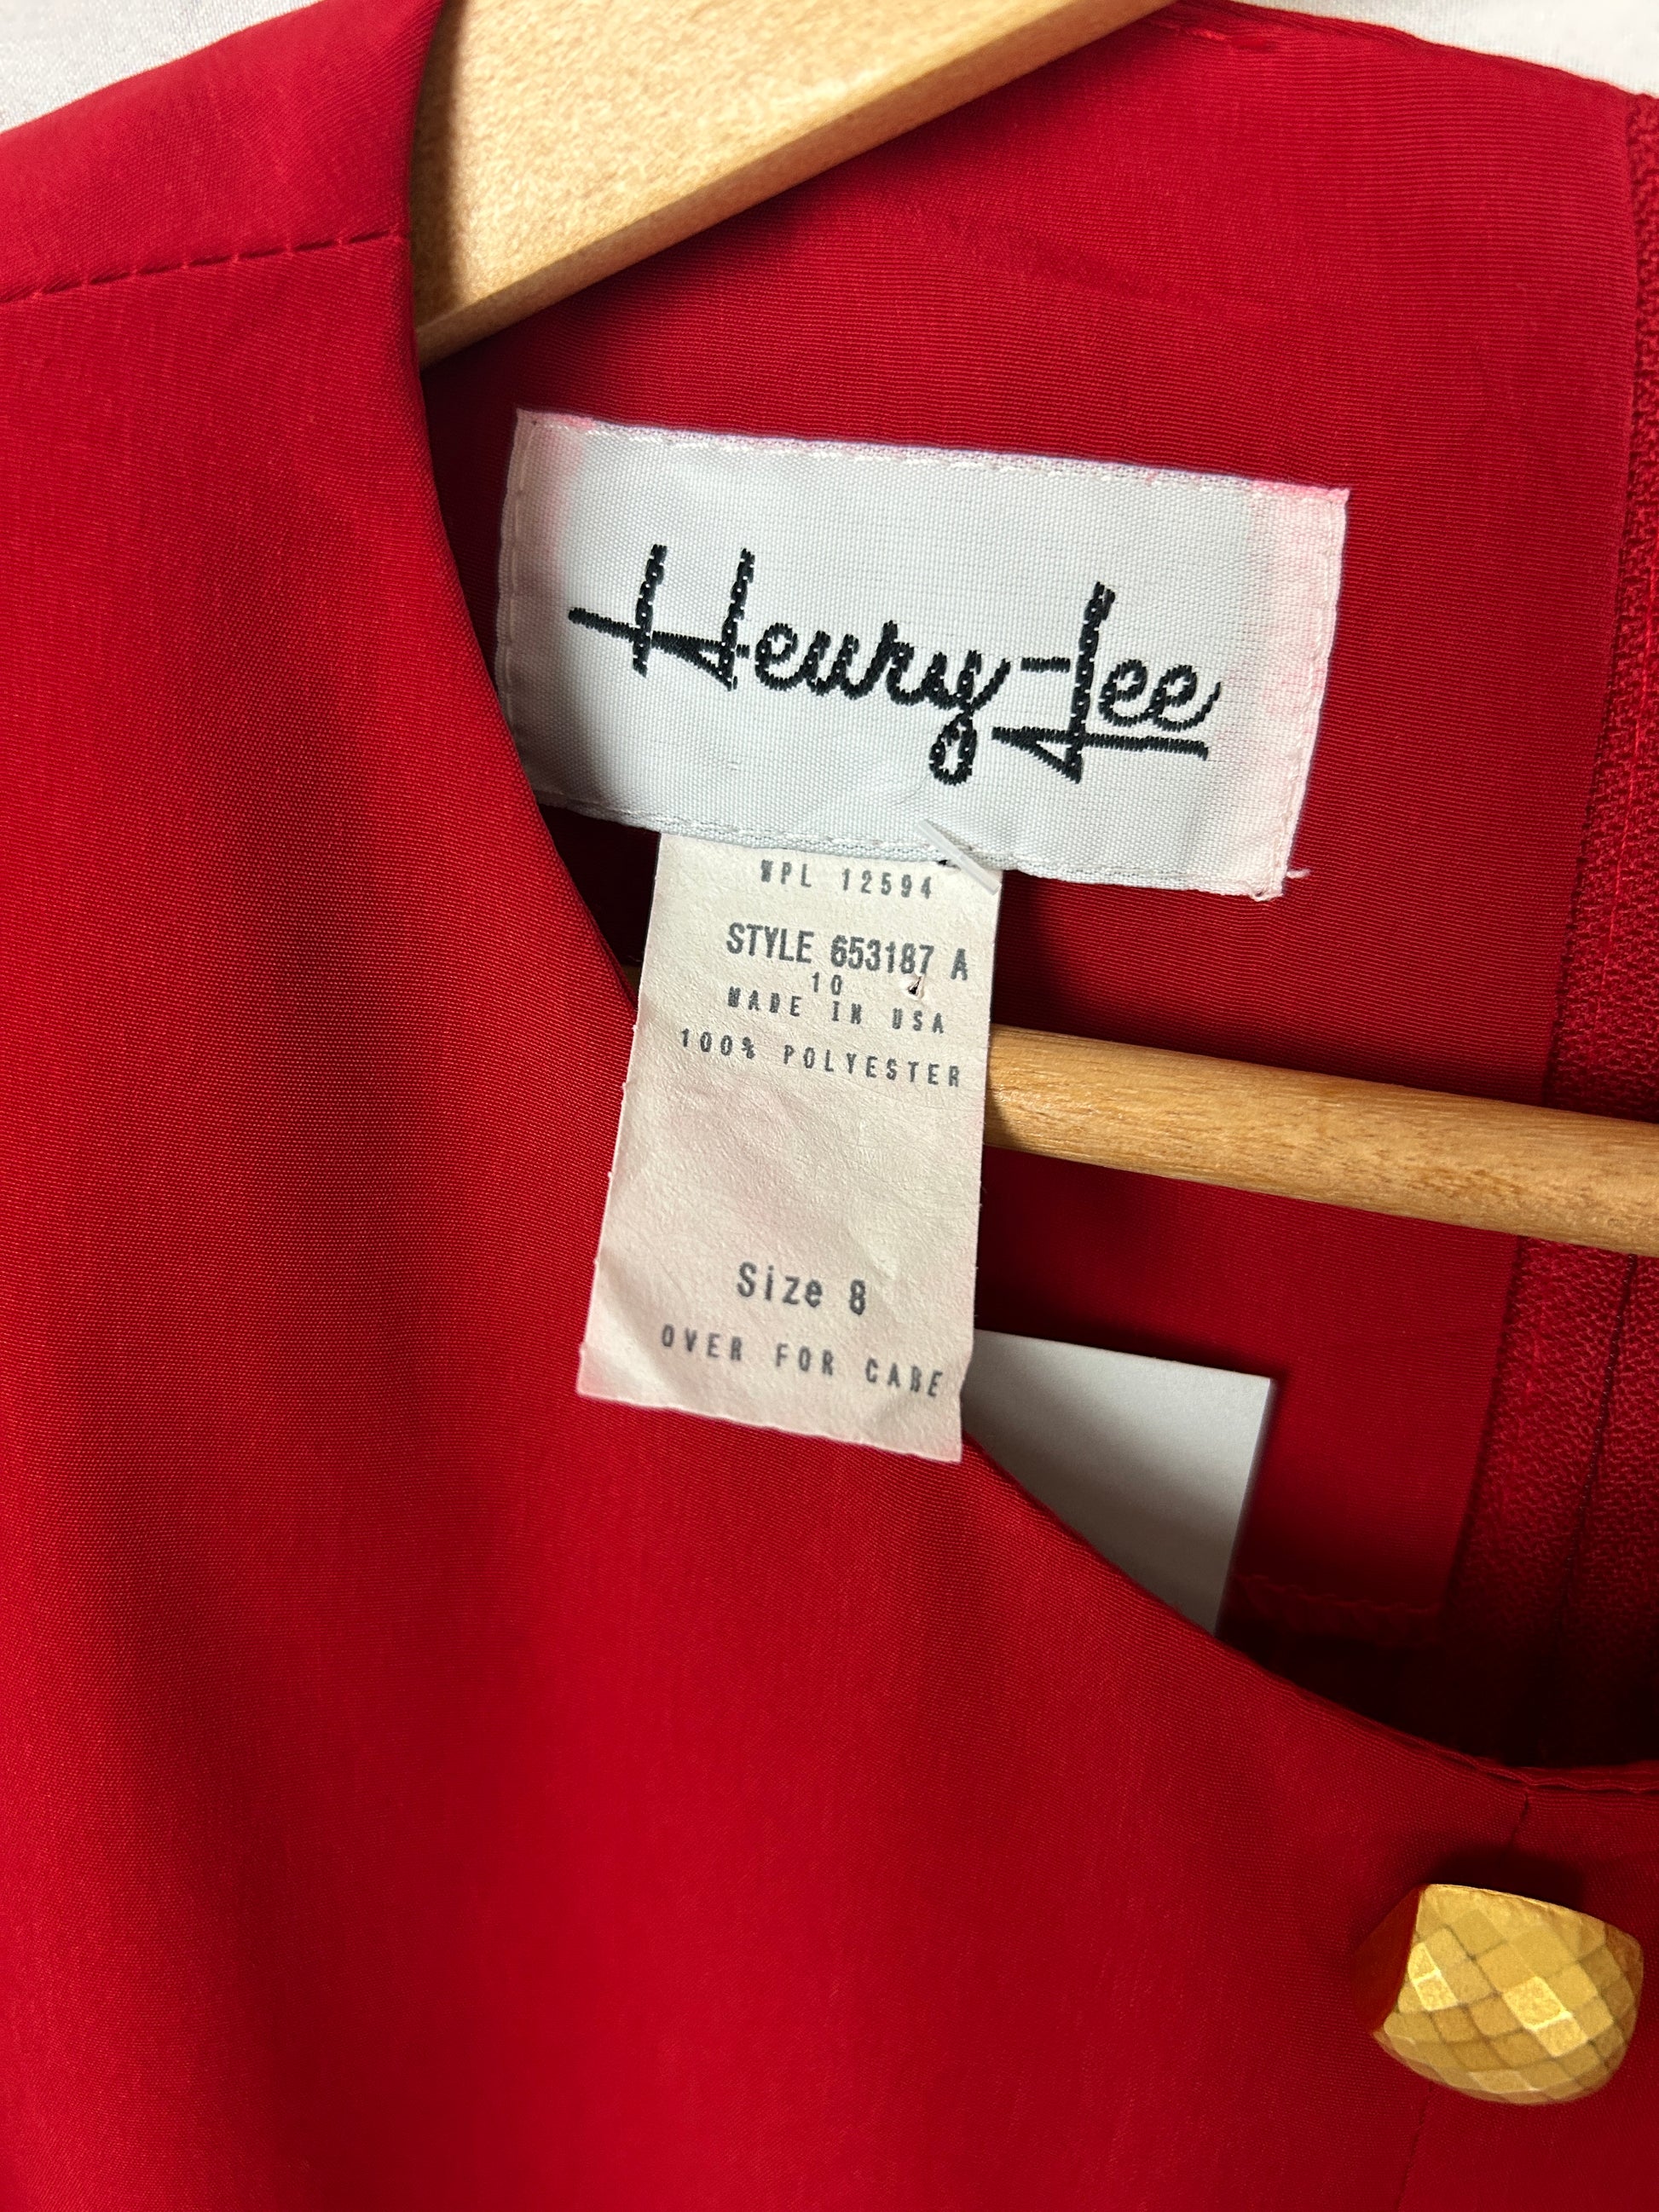 Henry-Lee
WPL 12594
STYLE 653187 A
10
MADE IN USA
100% POLYESTER
Size 8
OVER FOR CARE